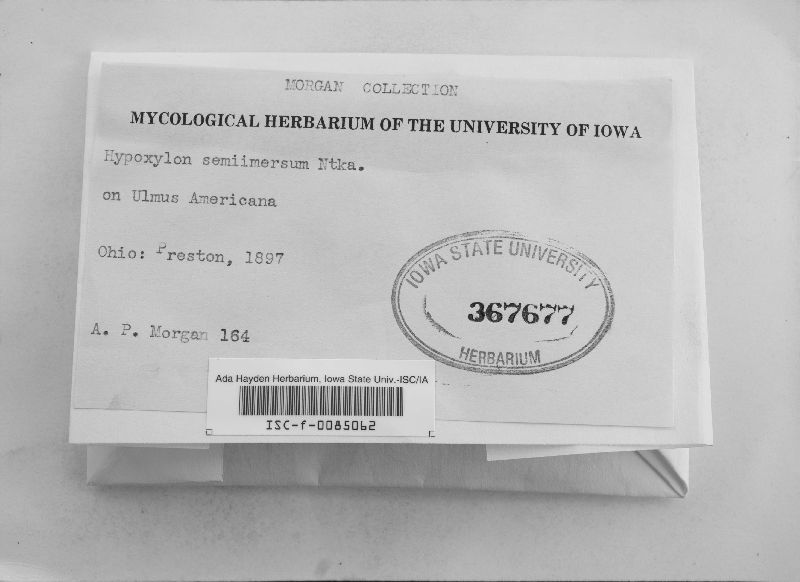 MORGAN COLLECTION
MYCOLOGICAL HERBARIUM OF THE UNIVERSITY OF IOWA
Hypoxylon semiimersum Ntka.
on Ulmus Americana
Ohio: Preston, 1897
A. P. Morgan 164
IOWA STATE UNIVERSITY
367677
HERBARIUM
Ada Hayden Herbarium, Iowa State Univ.-ISC/IA
ISC-f-0085062